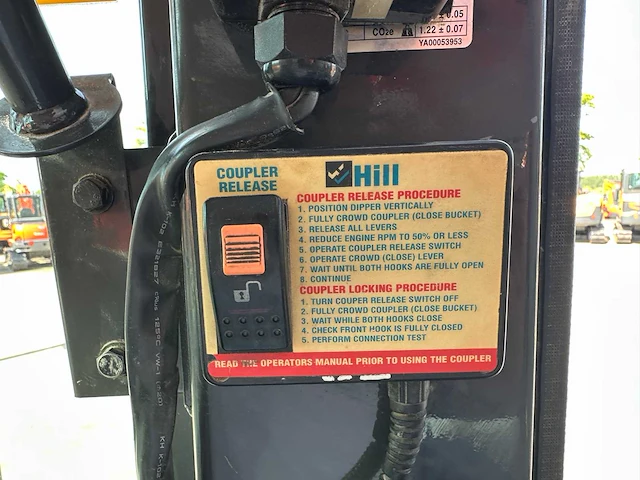 ± 0.05
CO2e 1.22 ± 0.07
YA00053953
COUPLER
RELEASE
Hill
COUPLER RELEASE PROCEDURE
1. POSITION DIPPER VERTICALLY
2. FULLY CROWD COUPLER (CLOSE BUCKET)
3. RELEASE ALL LEVERS
4. REDUCE ENGINE RPM TO 50% OR LESS
5. OPERATE COUPLER RELEASE SWITCH
6. OPERATE CROWD (CLOSE) LEVER
7. WAIT UNTIL BOTH HOOKS ARE FULLY OPEN
8. CONTINUE
COUPLER LOCKING PROCEDURE
1. TURN COUPER RELEASE SWITCH OFF
2. FULLY CROWD COUPLER (CLOSE BUCKET)
3. WAIT WHILE BOTH HOOKS CLOSE
4. CHECK FRONT HOOK IS FULLY CLOSED
5. PERFORM CONNECTION TEST
READ THE OPERATORS MANUAL PRIOR TO USING THE COUPLER
125°C VW-1